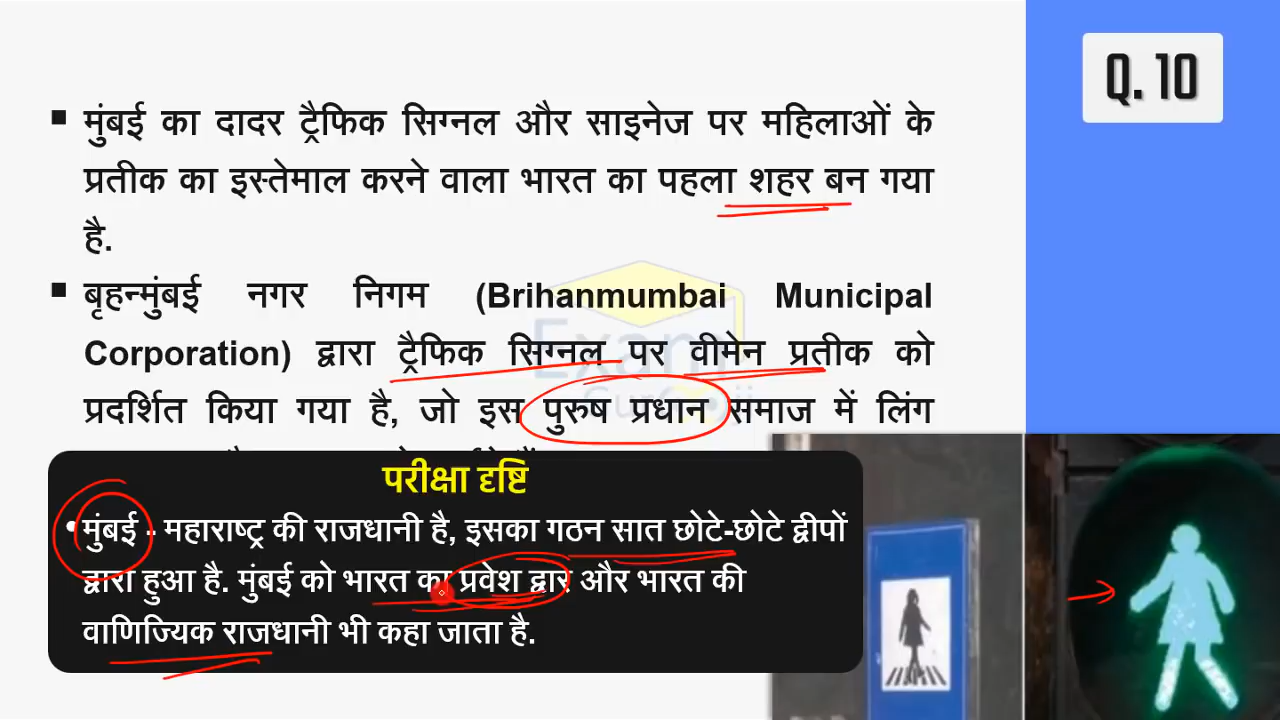 Q. 10
मुंबई का दादर ट्रैफिक सिग्नल और साइनेज पर महिलाओं के
प्रतीक का इस्तेमाल करने वाला भारत का पहला शहर बन गया
है.
बृहन्मुंबई नगर निगम (Brihanmumbai Municipal
Corporation) द्वारा ट्रैफिक सिग्नल पर वीमेन प्रतीक को
प्रदर्शित किया गया है, जो इस पुरुष प्रधान समाज में लिंग
Exam
GurGooji
परीक्षा दृष्टि
• मुंबई - महाराष्ट्र की राजधानी है, इसका गठन सात छोटे-छोटे द्वीपों
द्वारा हुआ है. मुंबई को भारत का प्रवेश द्वार और भारत की
वाणिज्यिक राजधानी भी कहा जाता है.